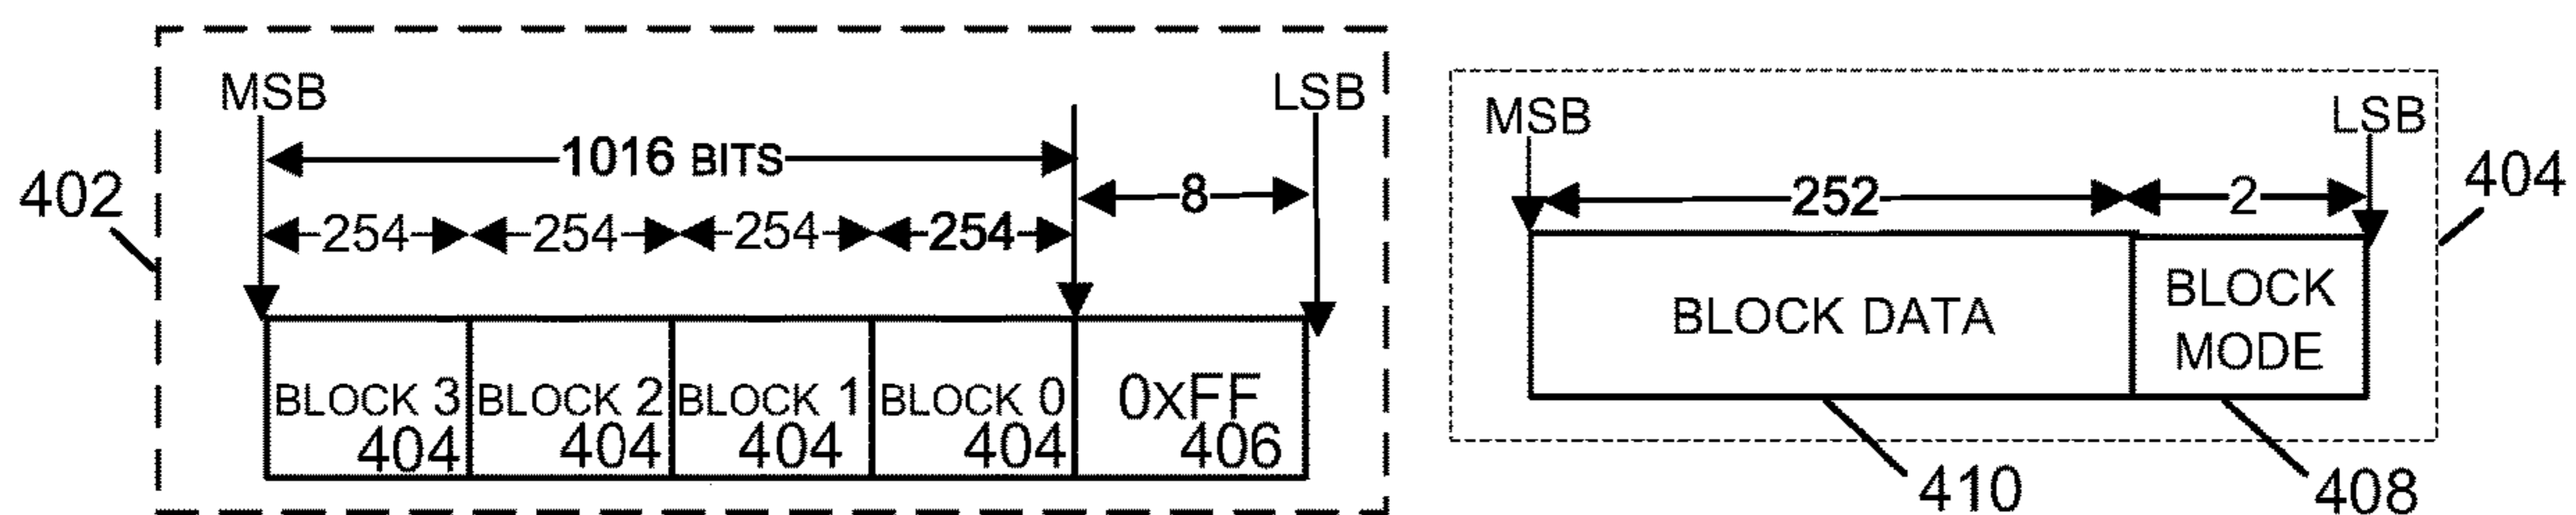 MSB LSB
1016 BITS
8
402
254 254 254 254
BLOCK 3 BLOCK 2 BLOCK 1 BLOCK 0 0xFF
404 404 404 404 406
MSB LSB
252 2
404
BLOCK DATA
BLOCK
MODE
410 408